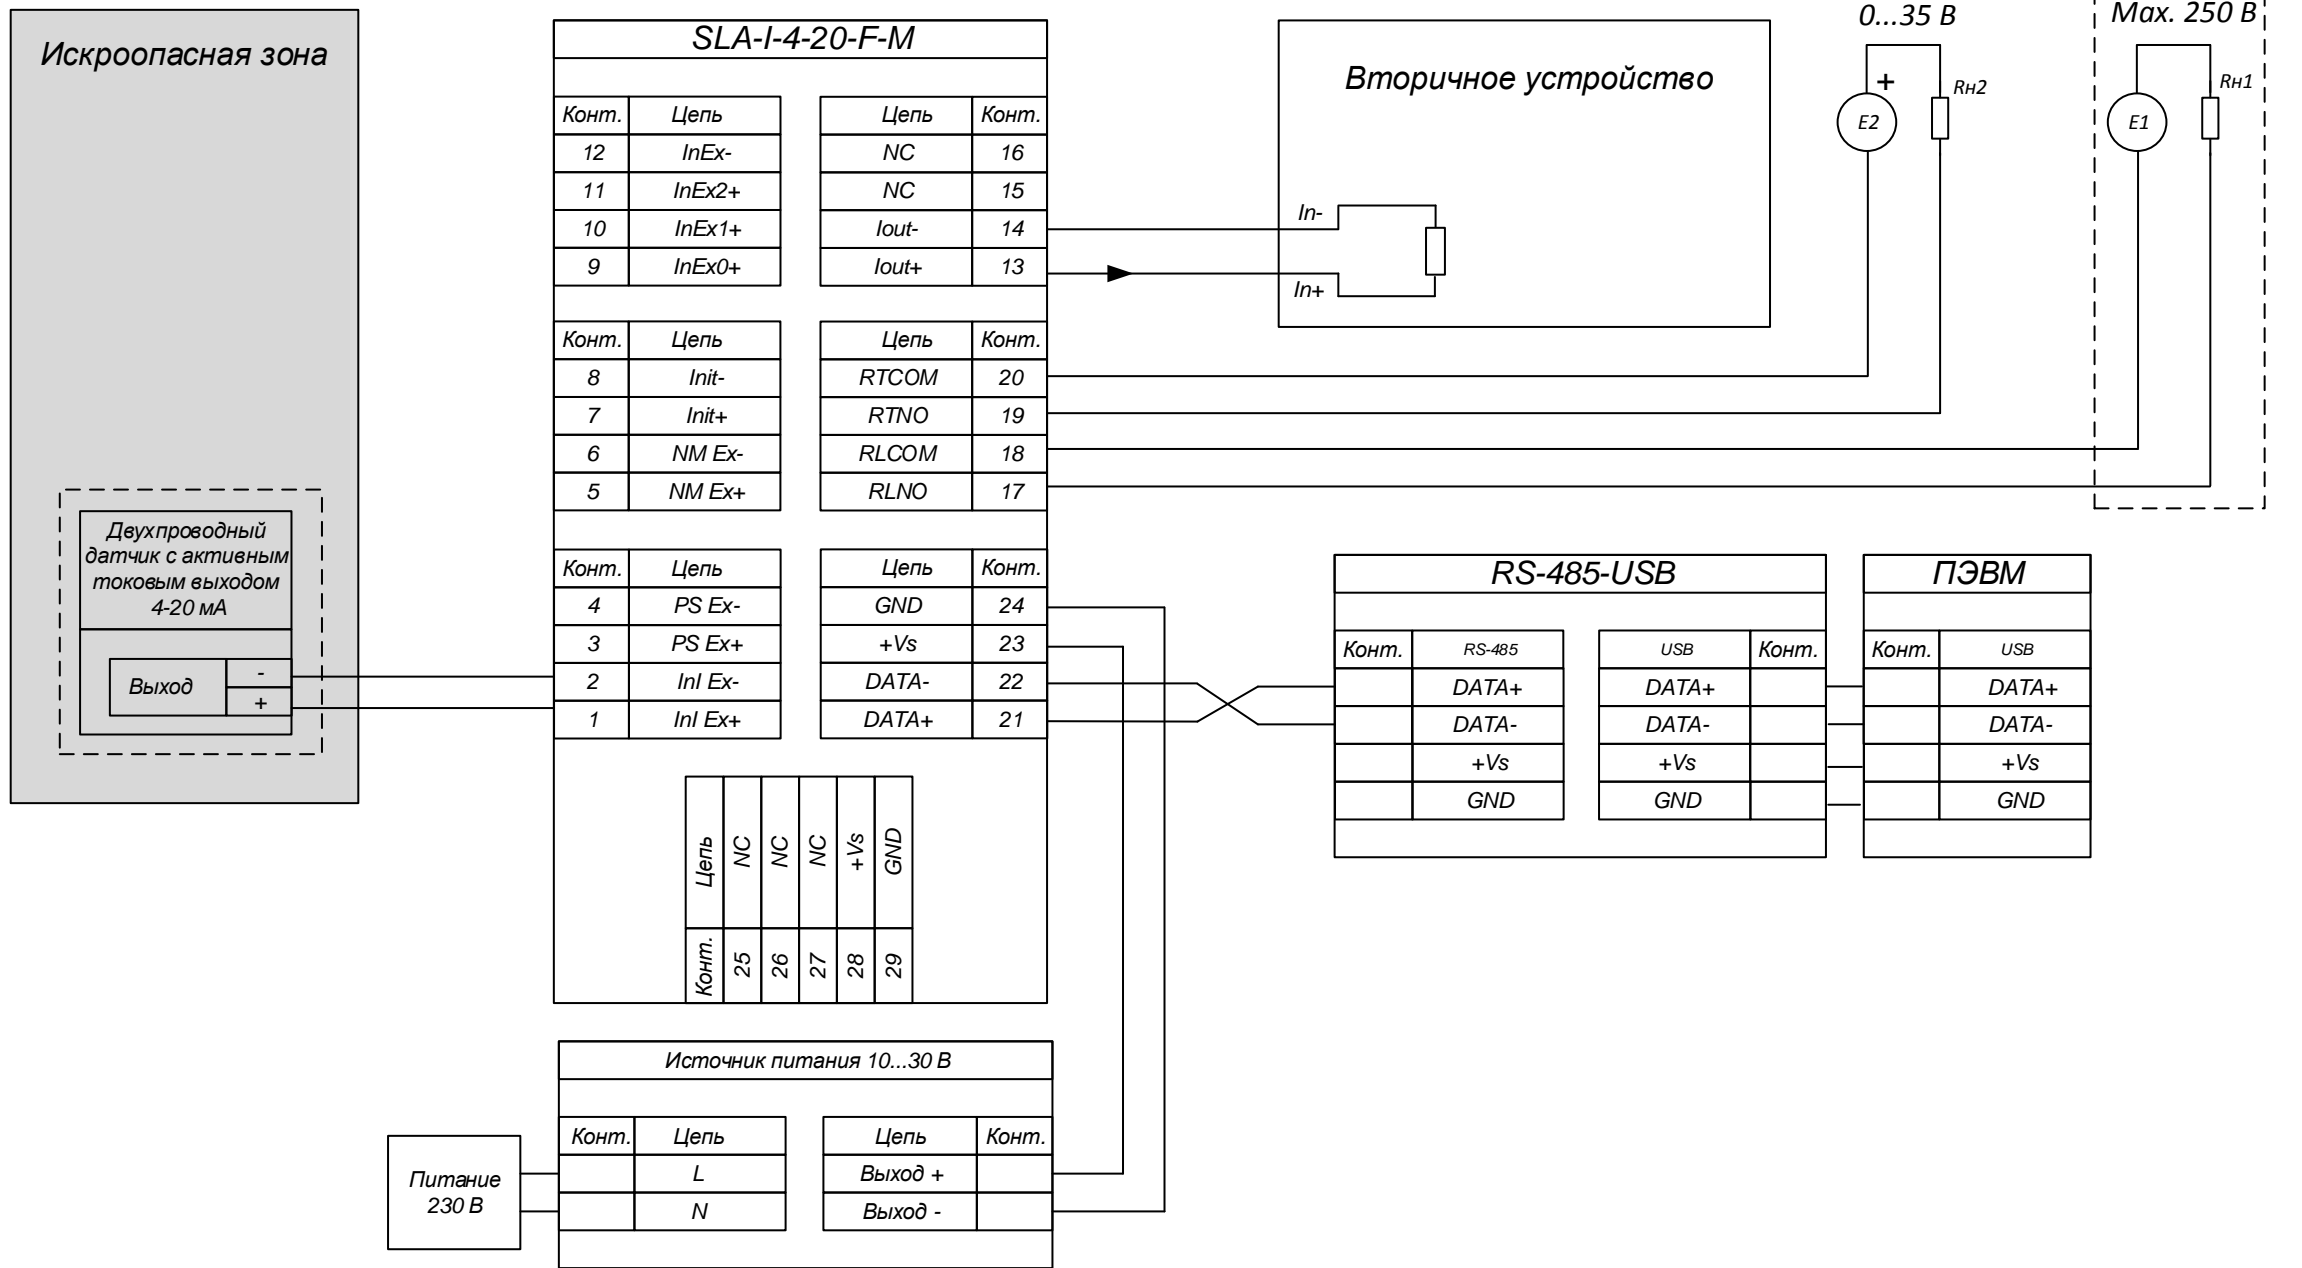 Искроопасная зона
Двухпроводный
датчик с активным
токовым выходом
4-20 мА
Выход
-
+
SLA-I-4-20-F-M
Конт. Цепь Цепь Конт.
12 InEx- NC 16
11 InEx2+ NC 15
10 InEx1+ Iout- 14
9 InEx0+ Iout+ 13
Конт. Цепь Цепь Конт.
8 Init- RTCOM 20
7 Init+ RTNO 19
6 NM Ex- RLCOM 18
5 NM Ex+ RLNO 17
Конт. Цепь Цепь Конт.
4 PS Ex- GND 24
3 PS Ex+ +Vs 23
2 InI Ex- DATA- 22
1 InI Ex+ DATA+ 21
Цепь NC NC NC +Vs GND
Конт. 25 26 27 28 29
Вторичное устройство
In-
In+
0...35 В
+
E2
Rн2
Max. 250 В
E1
Rн1
RS-485-USB
Конт. RS-485 USB Конт.
DATA+ DATA+
DATA- DATA-
+Vs +Vs
GND GND
ПЭВМ
Конт. USB
DATA+
DATA-
+Vs
GND
Источник питания 10...30 В
Конт. Цепь Цепь Конт.
L Выход +
N Выход -
Питание
230 В